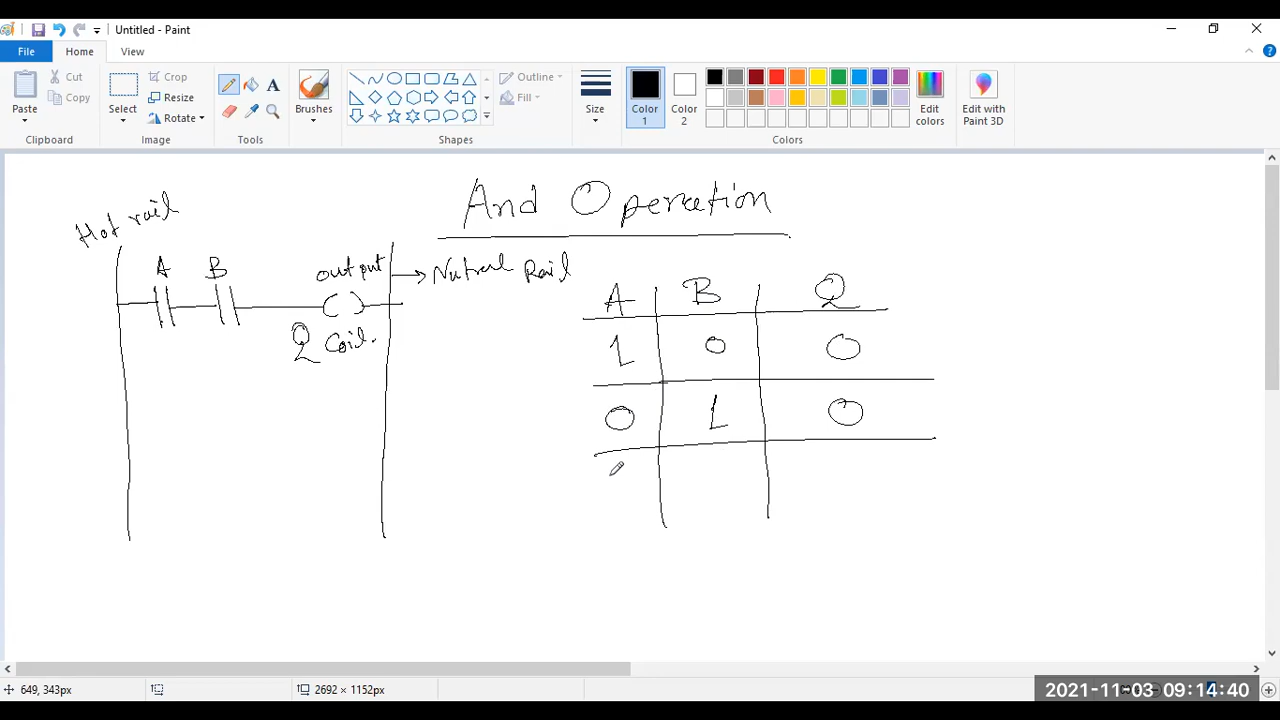 Untitled - Paint
File
Home
View
Paste
Cut
Copy
Clipboard
Select
Crop
Resize
Rotate
Image
Tools
Brushes
Outline
Fill
Shapes
Size
Color 1
Color 2
Edit colors
Colors
Edit with Paint 3D
And Operation
Hot rail
A B output
Nutral Rail
Q Coil.
A B Q
1 0 0
0 1 0
649, 343px
2692 × 1152px
2021-11-03 09:14:40